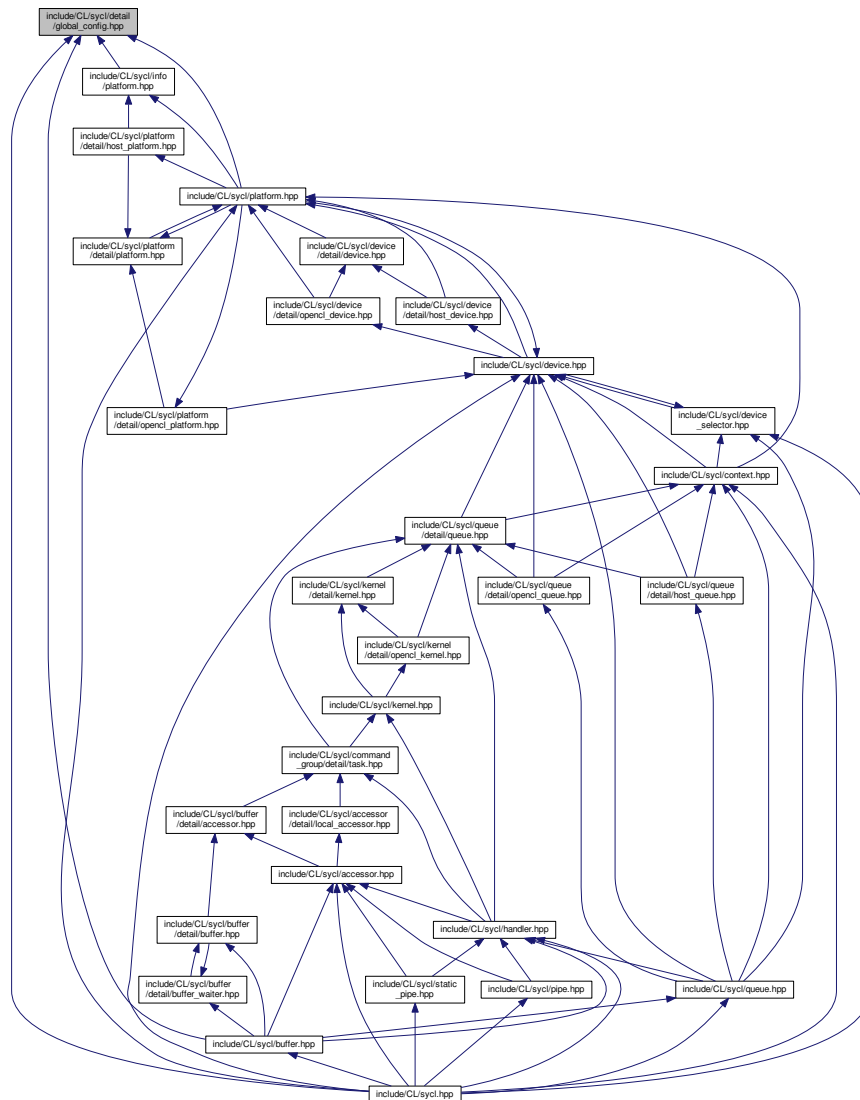 include/CL/sycl/detail
/global_config.hpp
include/CL/sycl/info
/platform.hpp
include/CL/sycl/platform
/detail/host_platform.hpp
include/CL/sycl/platform.hpp
include/CL/sycl/platform
/detail/platform.hpp
include/CL/sycl/device
/detail/device.hpp
include/CL/sycl/device
/detail/opencl_device.hpp
include/CL/sycl/device
/detail/host_device.hpp
include/CL/sycl/device.hpp
include/CL/sycl/platform
/detail/opencl_platform.hpp
include/CL/sycl/device
_selector.hpp
include/CL/sycl/context.hpp
include/CL/sycl/queue
/detail/queue.hpp
include/CL/sycl/kernel
/detail/kernel.hpp
include/CL/sycl/queue
/detail/opencl_queue.hpp
include/CL/sycl/queue
/detail/host_queue.hpp
include/CL/sycl/kernel
/detail/opencl_kernel.hpp
include/CL/sycl/kernel.hpp
include/CL/sycl/command
_group/detail/task.hpp
include/CL/sycl/buffer
/detail/accessor.hpp
include/CL/sycl/accessor
/detail/local_accessor.hpp
include/CL/sycl/accessor.hpp
include/CL/sycl/buffer
/detail/buffer.hpp
include/CL/sycl/handler.hpp
include/CL/sycl/buffer
/detail/buffer_waiter.hpp
include/CL/sycl/static
_pipe.hpp
include/CL/sycl/pipe.hpp
include/CL/sycl/queue.hpp
include/CL/sycl/buffer.hpp
include/CL/sycl.hpp